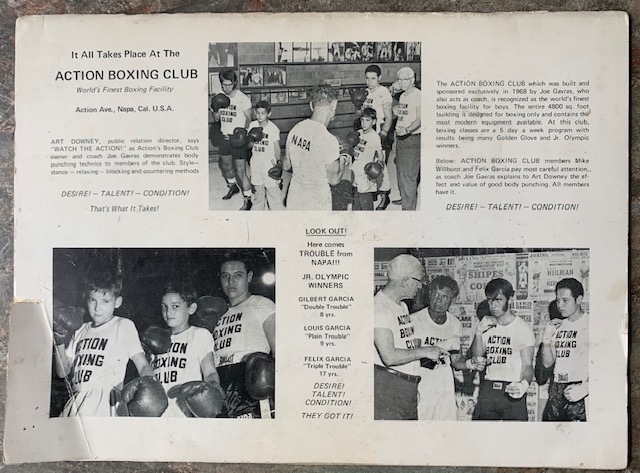 It All Takes Place At The
ACTION BOXING CLUB
World's Finest Boxing Facility
Action Ave., Napa, Cal. U.S.A.
ART DOWNEY, public relation director, says
"WATCH THE ACTION!" as Action's Boxing Club
owner and coach Joe Gavras demonstrates body
punching technics to members of the club. Style—
stance — relaxing — blocking and countering methods
DESIRE! — TALENT! — CONDITION!
That's What It Takes!
NAPA
The ACTION BOXING CLUB which was built and
sponsored exclusively in 1968 by Joe Gavras, who
also acts as coach, is recognized as the world's finest
boxing facility for boys. The entire 4800 sq. foot
building is designed for boxing only and contains the
most modern equipment available. At this club,
boxing classes are a 5 day a week program with
results being many Golden Glove and Jr. Olympic
winners.
Below: ACTION BOXING CLUB members Mike
and Felix Garcia pay most careful attention,
as coach Joe Gavras explains to Art Downey the ef-
fect and value of good body punching. All members
have it.
DESIRE! — TALENT! — CONDITION!
LOOK OUT!
Here comes
TROUBLE from
NAPA!!!
JR. OLYMPIC
WINNERS
GILBERT GARCIA
"Double Trouble"
8 yrs.
LOUIS GARCIA
"Plain Trouble"
9 yrs.
FELIX GARCIA
"Triple Trouble"
17 yrs.
DESIRE!
TALENT!
CONDITION!
THEY GOT IT!
ACTION
BOXING
CLUB
TION
XING
CLUB
ACTION
BOXING
CLUB
SHIPES
HEILMAN
ACTION
BOXING
CLUB